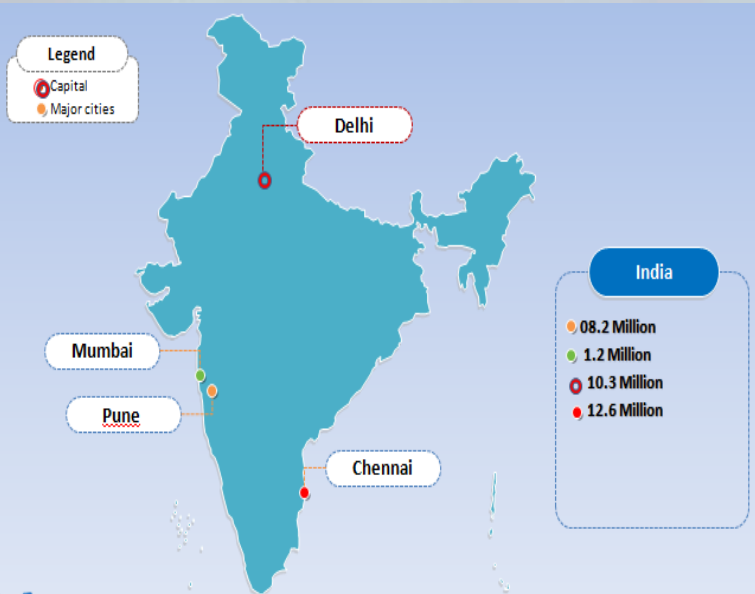 Legend
Capital
Major cities
Delhi
Mumbai
Pune
Chennai
India
08.2 Million
1.2 Million
10.3 Million
12.6 Million